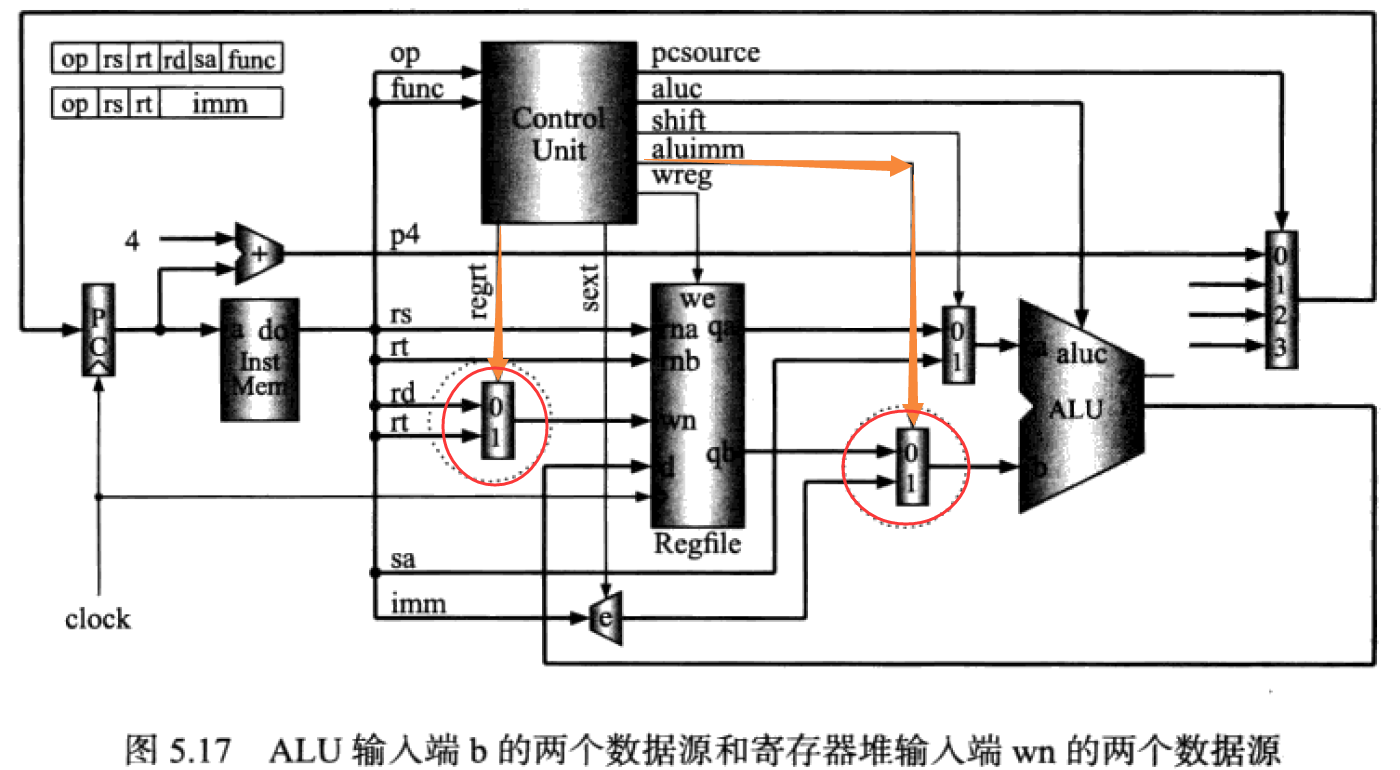 op rs rt rd sa func
op rs rt imm
op
func
Control
Unit
pcsource
aluc
shift
aluimm
wreg
4
+
p4
regrt
sext
0
1
2
3
PC
a do
Inst
Mem
rs
rt
rd
rt
0
1
we
rna qa
rnb
wn
qb
d
Regfile
0
1
0
1
a aluc
z
ALU
b
sa
imm
e
clock
图 5.17 ALU 输入端 b 的两个数据源和寄存器堆输入端 wn 的两个数据源